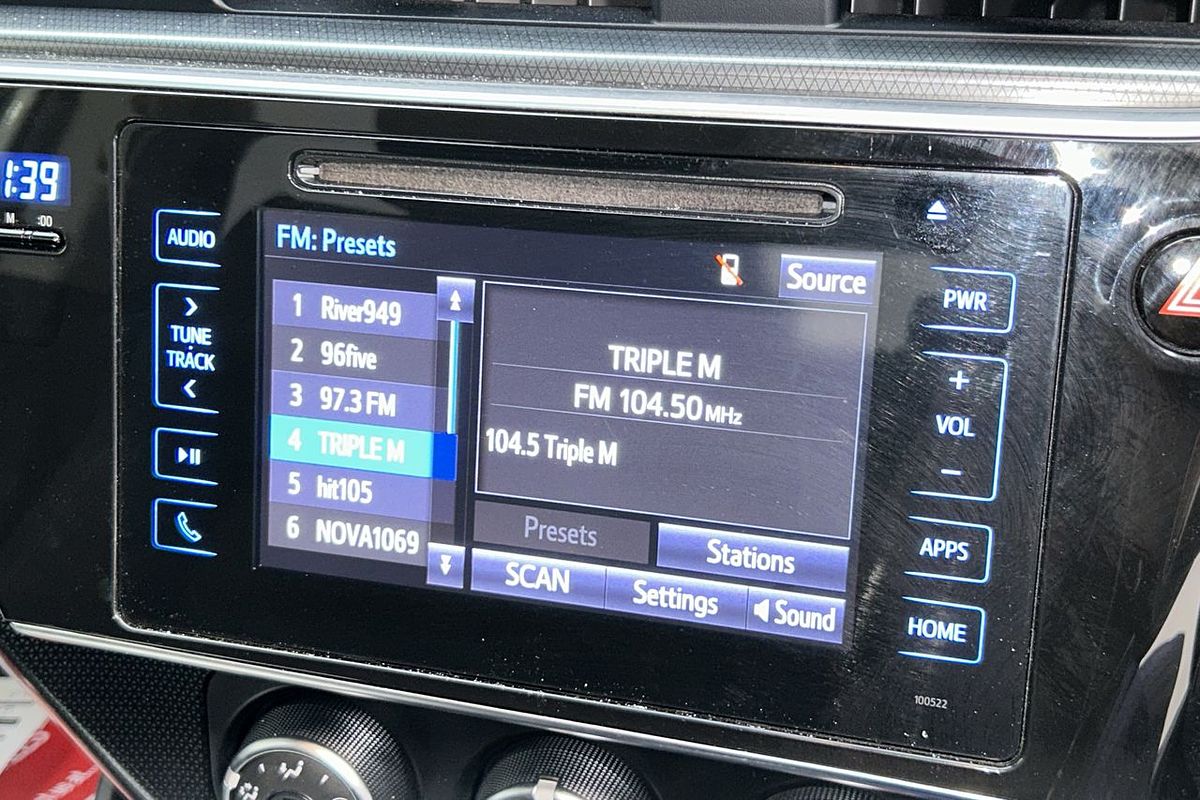 1:39
M :00
AUDIO
TUNE
TRACK
FM: Presets
Source
1 River949
2 96five
3 97.3 FM
4 TRIPLE M
5 hit105
6 NOVA1069
TRIPLE M
FM 104.50 MHz
104.5 Triple M
Presets
Stations
SCAN
Settings
Sound
PWR
+
VOL
-
APPS
HOME
100522